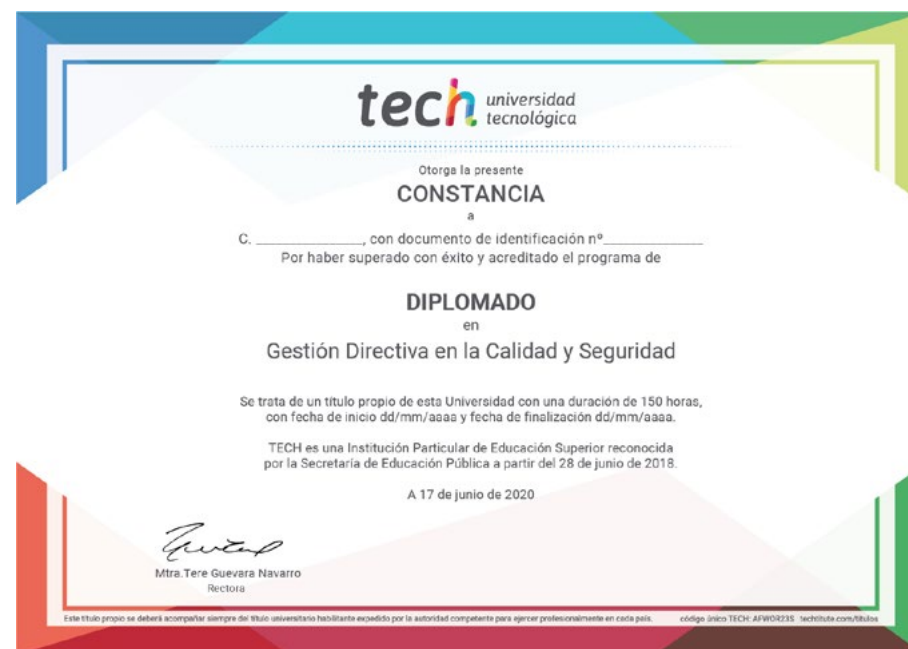 tech universidad
tecnológica
Otorga la presente
CONSTANCIA
a
C. ________________, con documento de identificación nº_______________
Por haber superado con éxito y acreditado el programa de
DIPLOMADO
en
Gestión Directiva en la Calidad y Seguridad
Se trata de un título propio de esta Universidad con una duración de 150 horas,
con fecha de inicio dd/mm/aaaa y fecha de finalización dd/mm/aaaa.
TECH es una Institución Particular de Educación Superior reconocida
por la Secretaría de Educación Pública a partir del 28 de junio de 2018.
A 17 de junio de 2020
Mtra.Tere Guevara Navarro
Rectora
Este título propio se deberá acompañar siempre del título universitario habilitante expedido por la autoridad competente para ejercer profesionalmente en cada país. código único TECH: AFWOR23S techtitute.com/títulos